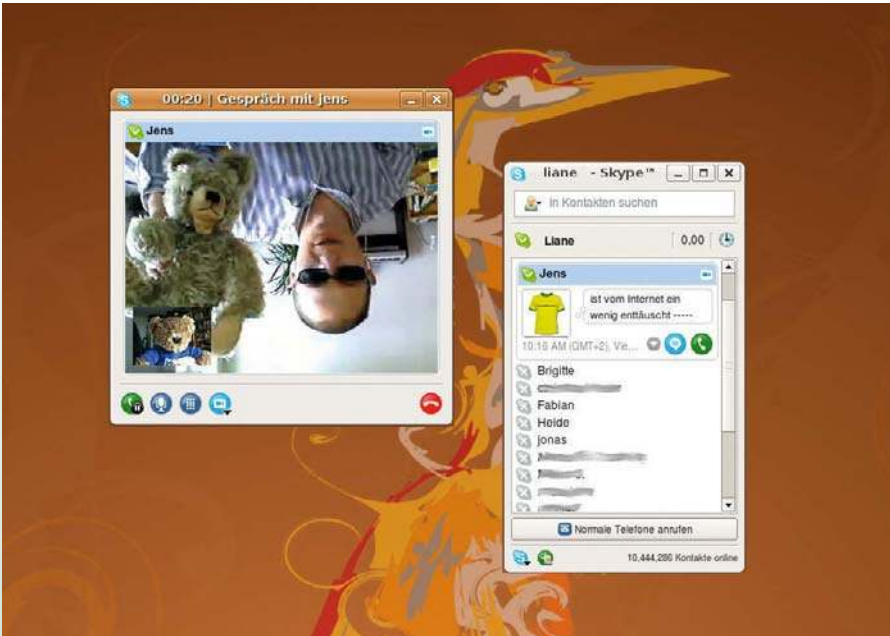 00:20 | Gespräch mit jens
Jens
liane - Skype™
In Kontakten suchen
Liane 0,00
Jens
ist vom Internet ein
wenig enttäuscht -----
10:16 AM (GMT+2), Vie...
Brigitte
Fabian
Heide
jonas
Normale Telefone anrufen
10,444,286 Kontakte online